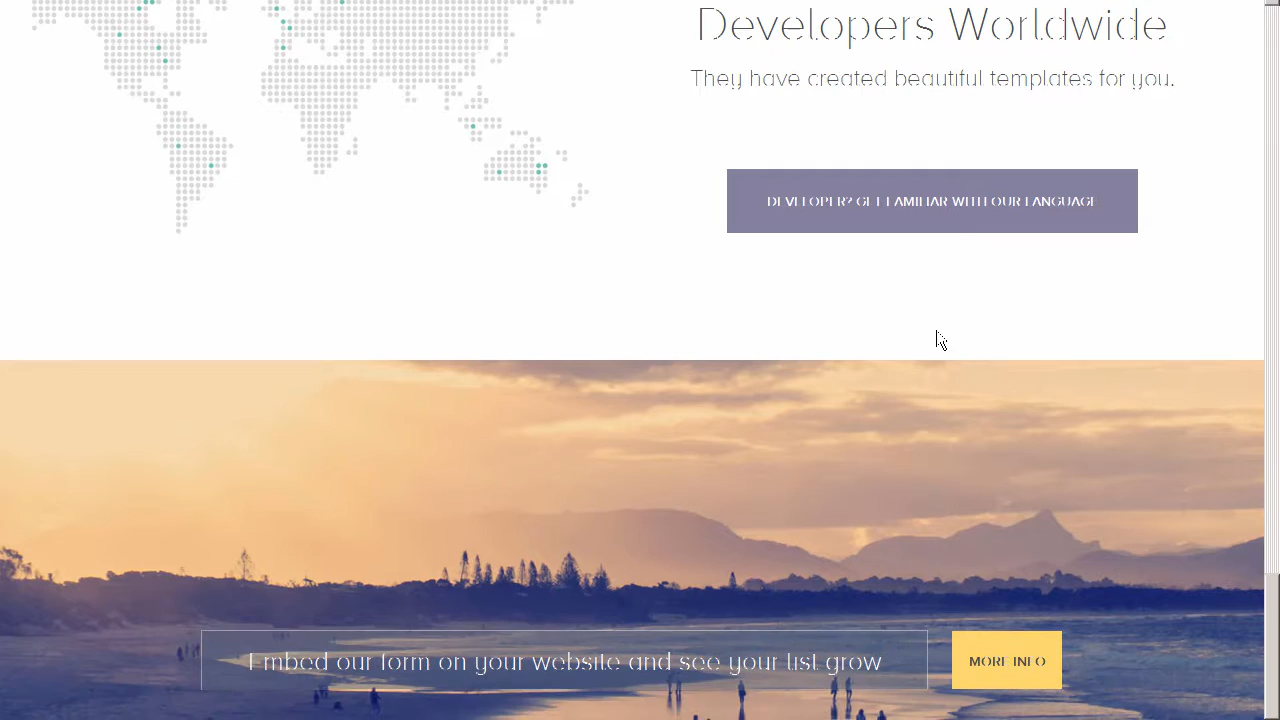 Developers Worldwide
They have created beautiful templates for you.
DEVELOPER? GET FAMILIAR WITH OUR LANGUAGE
Embed our form on your website and see your list grow
MORE INFO